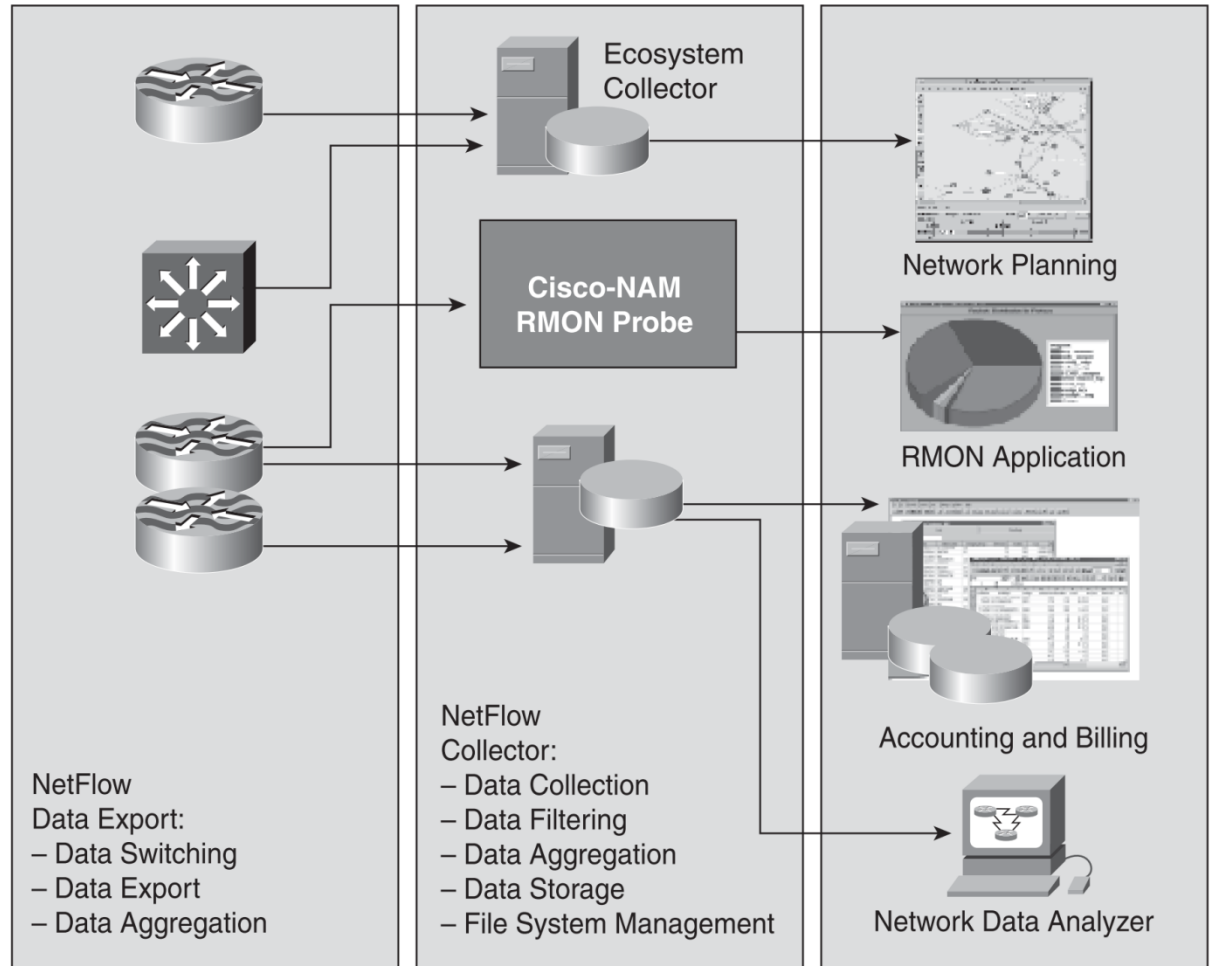 Ecosystem
Collector
Cisco-NAM
RMON Probe
Network Planning
RMON Application
Accounting and Billing
Network Data Analyzer
NetFlow
Data Export:
– Data Switching
– Data Export
– Data Aggregation
NetFlow
Collector:
– Data Collection
– Data Filtering
– Data Aggregation
– Data Storage
– File System Management